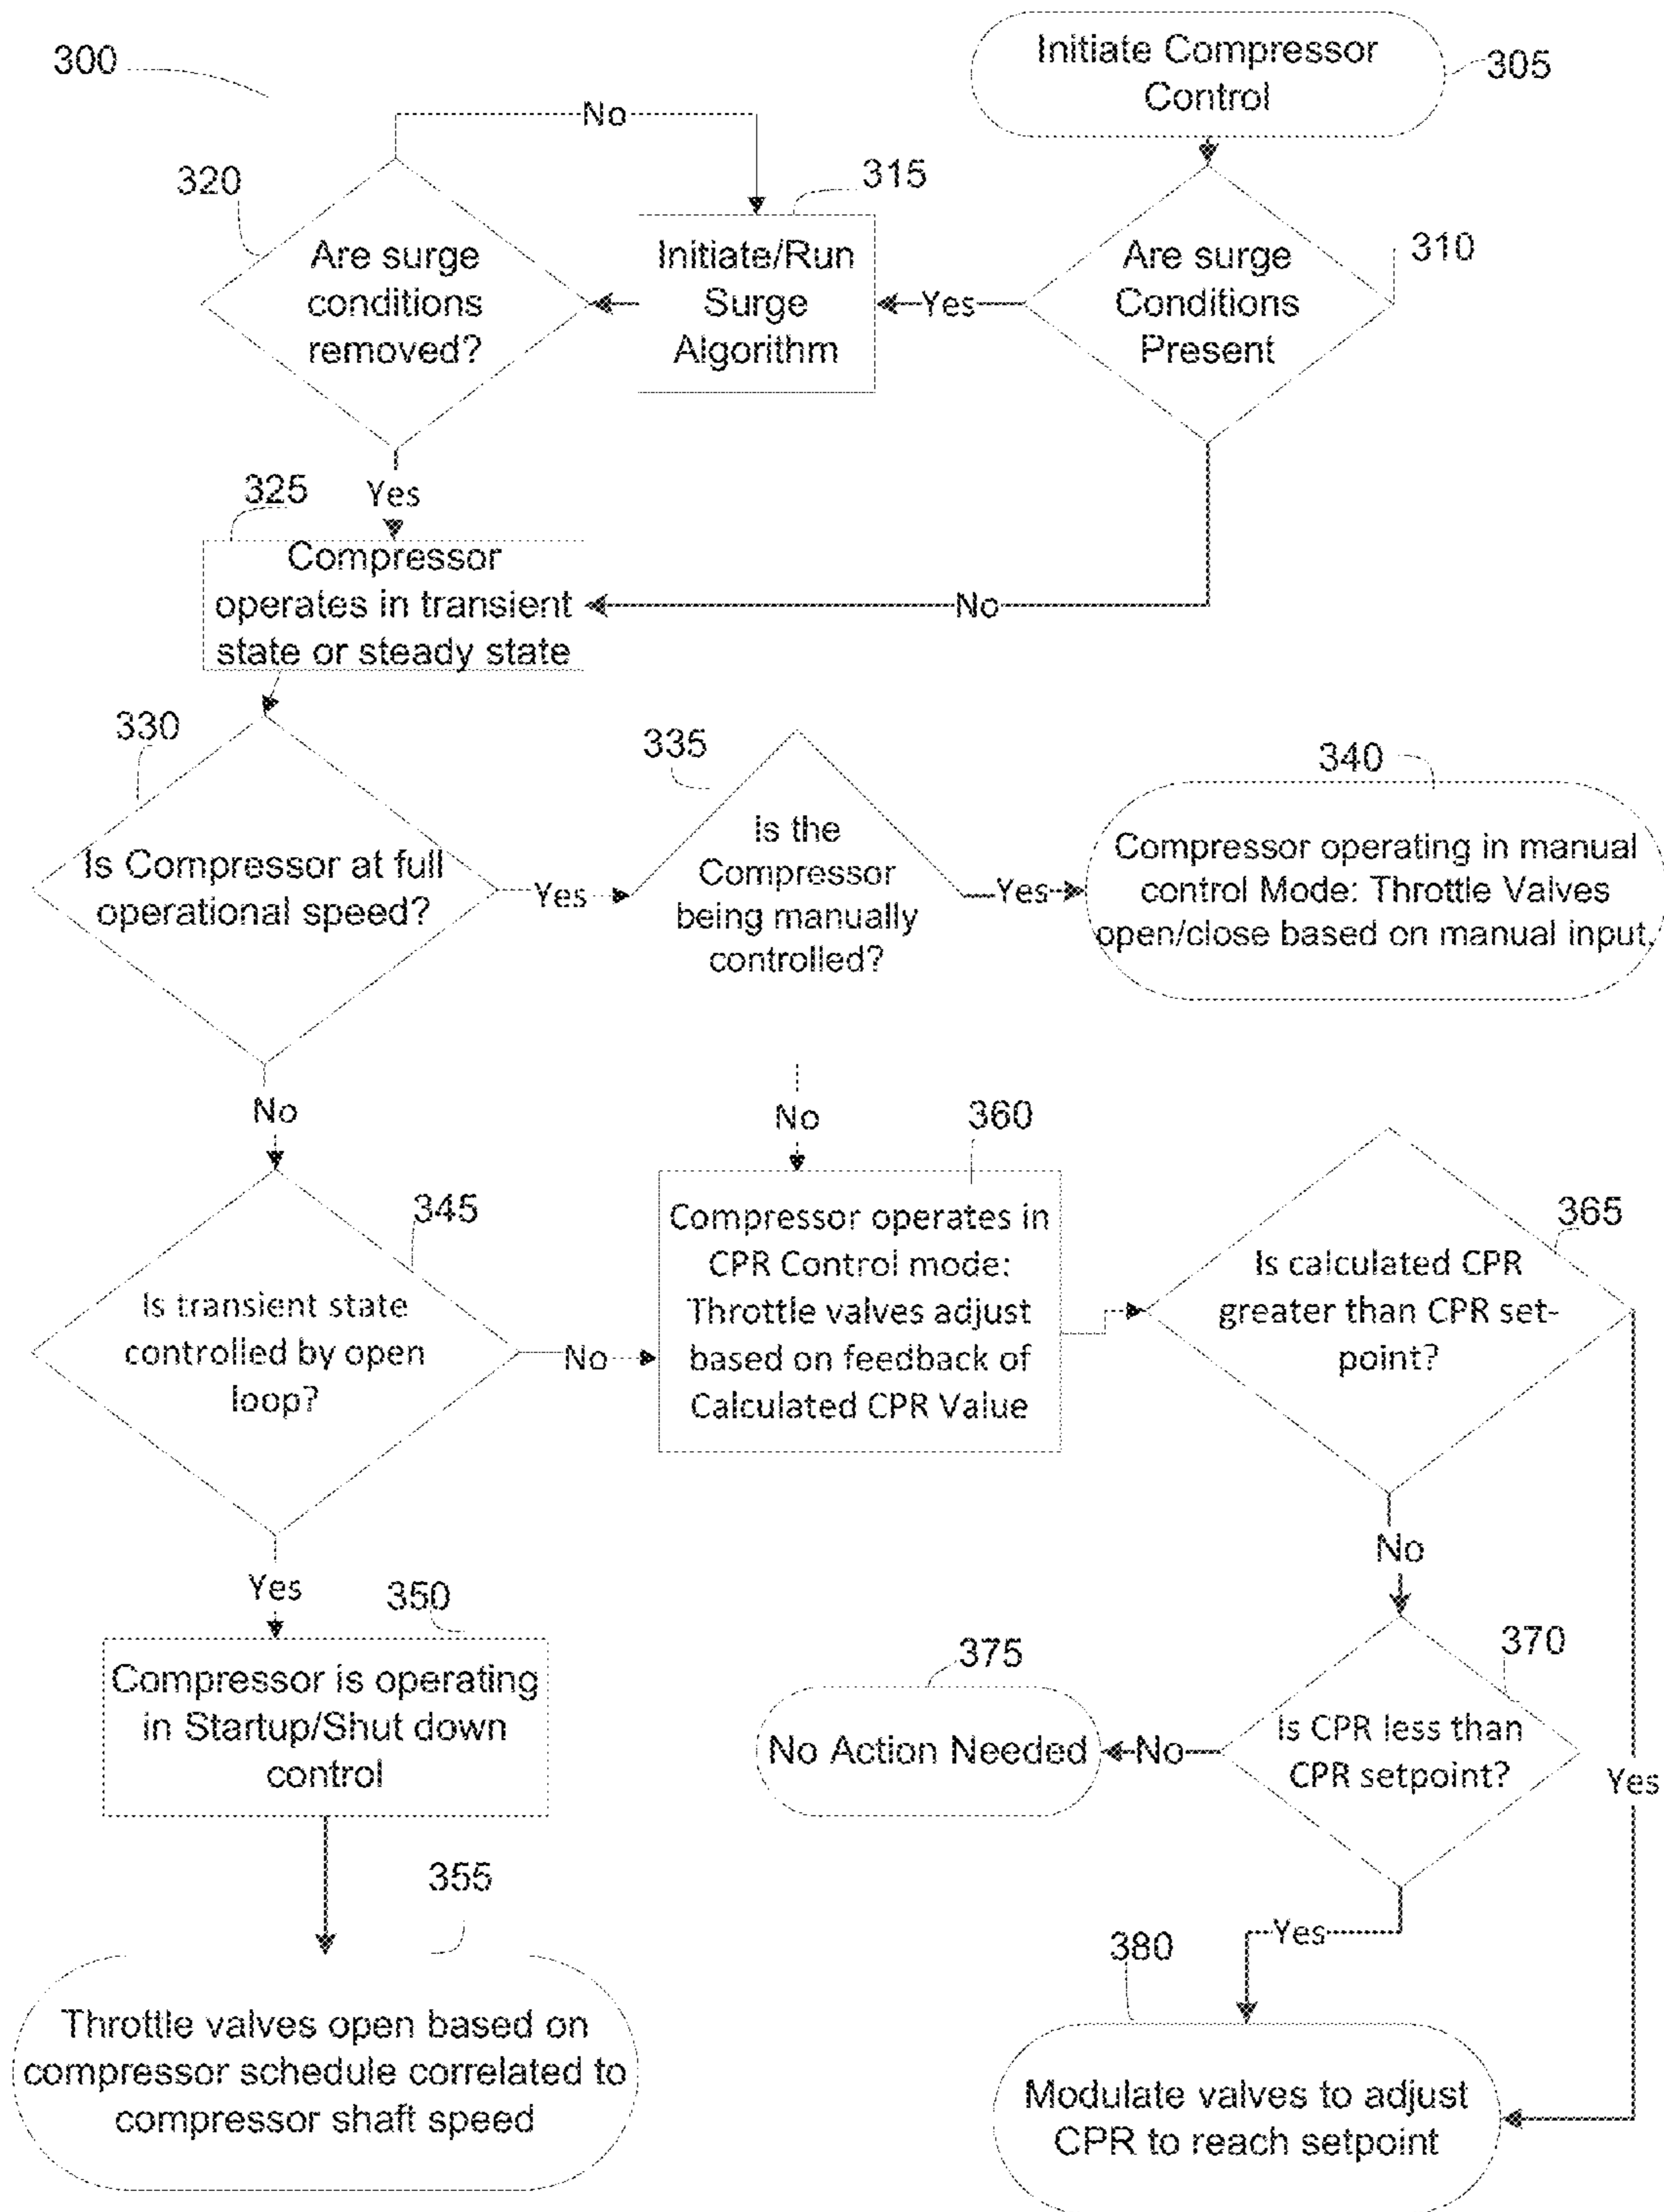 300
Initiate Compressor
Control
305
No
320
315
Are surge
conditions
removed?
Initiate/Run
Surge
Algorithm
Yes
Are surge
Conditions
Present
310
Yes
325
Compressor
operates in transient
state or steady state
No
330
Is Compressor at full
operational speed?
Yes
335
Is the
Compressor
being manually
controlled?
Yes
340
Compressor operating in manual
control Mode: Throttle Valves
open/close based on manual input.
No
No
345
Is transient state
controlled by open
loop?
No
360
Compressor operates in
CPR Control mode:
Throttle valves adjust
based on feedback of
Calculated CPR Value
365
Is calculated CPR
greater than CPR set-
point?
No
Yes
Yes
350
Compressor is operating
in Startup/Shut down
control
375
No Action Needed
No
370
Is CPR less than
CPR setpoint?
Yes
355
Throttle valves open based on
compressor schedule correlated to
compressor shaft speed
380
Modulate valves to adjust
CPR to reach setpoint